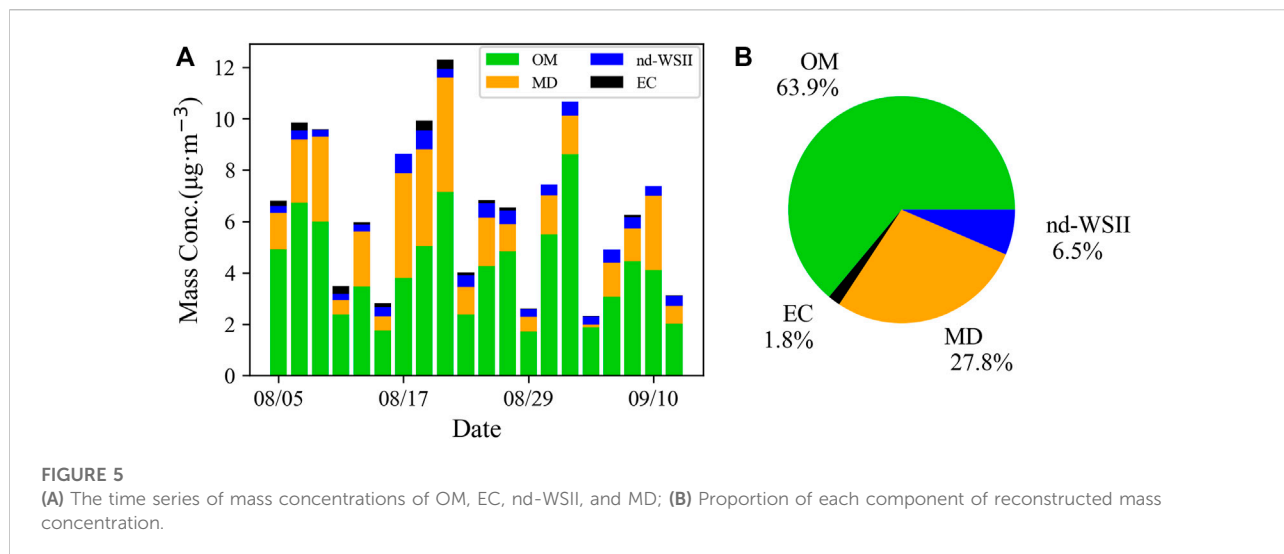 A
Mass Conc.(μg·m⁻³)
12
10
8
6
4
2
0
OM
MD
nd-WSII
EC
08/05
08/17
08/29
09/10
Date
B
OM
63.9%
nd-WSII
6.5%
MD
27.8%
EC
1.8%
FIGURE 5
(A) The time series of mass concentrations of OM, EC, nd-WSII, and MD; (B) Proportion of each component of reconstructed mass
concentration.